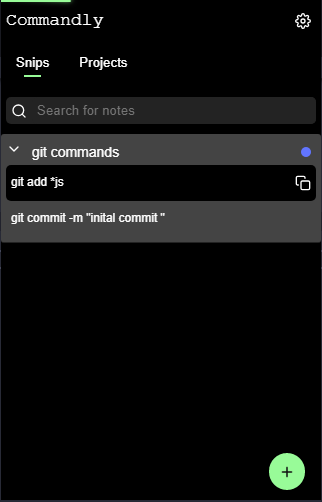 Commandly
Snips Projects
Search for notes
git commands
git add *js
git commit -m "inital commit "